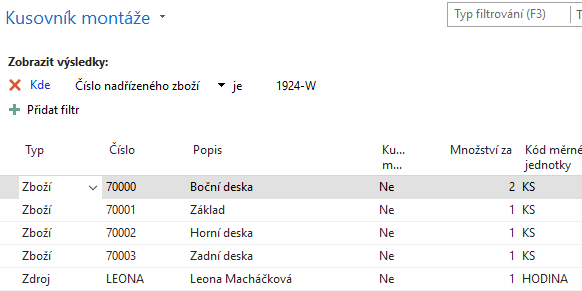 Kusovník montáže
Typ filtrování (F3)
Zobrazit výsledky:
Kde Číslo nadřízeného zboží je 1924-W
Přidat filtr
Typ Číslo Popis Ku... m... Množství za Kód měrné jednotky
Zboží 70000 Boční deska Ne 2 KS
Zboží 70001 Základ Ne 1 KS
Zboží 70002 Horní deska Ne 1 KS
Zboží 70003 Zadní deska Ne 1 KS
Zdroj LEONA Leona Macháčková Ne 1 HODINA